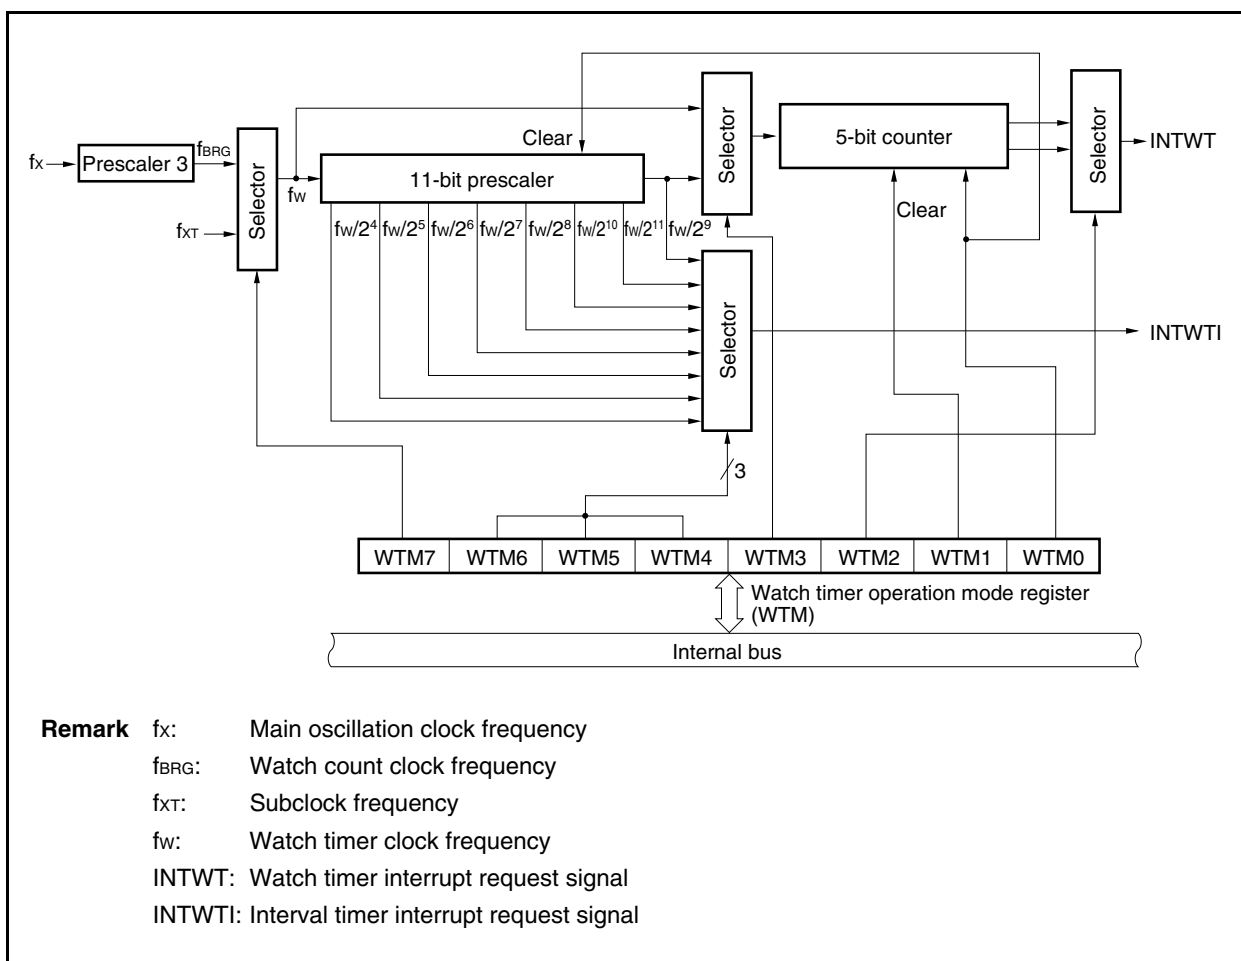 Clear
5-bit counter
Selector
Selector
INTWT
fX
Prescaler 3
fBRG
Selector
fW
11-bit prescaler
Clear
fXT
fW/2⁴ fW/2⁵ fW/2⁶ fW/2⁷ fW/2⁸ fW/2¹⁰ fW/2¹¹ fW/2⁹
Selector
INTWTI
3
WTM7 WTM6 WTM5 WTM4 WTM3 WTM2 WTM1 WTM0
Watch timer operation mode register
(WTM)
Internal bus
Remark fX: Main oscillation clock frequency
fBRG: Watch count clock frequency
fXT: Subclock frequency
fW: Watch timer clock frequency
INTWT: Watch timer interrupt request signal
INTWTI: Interval timer interrupt request signal